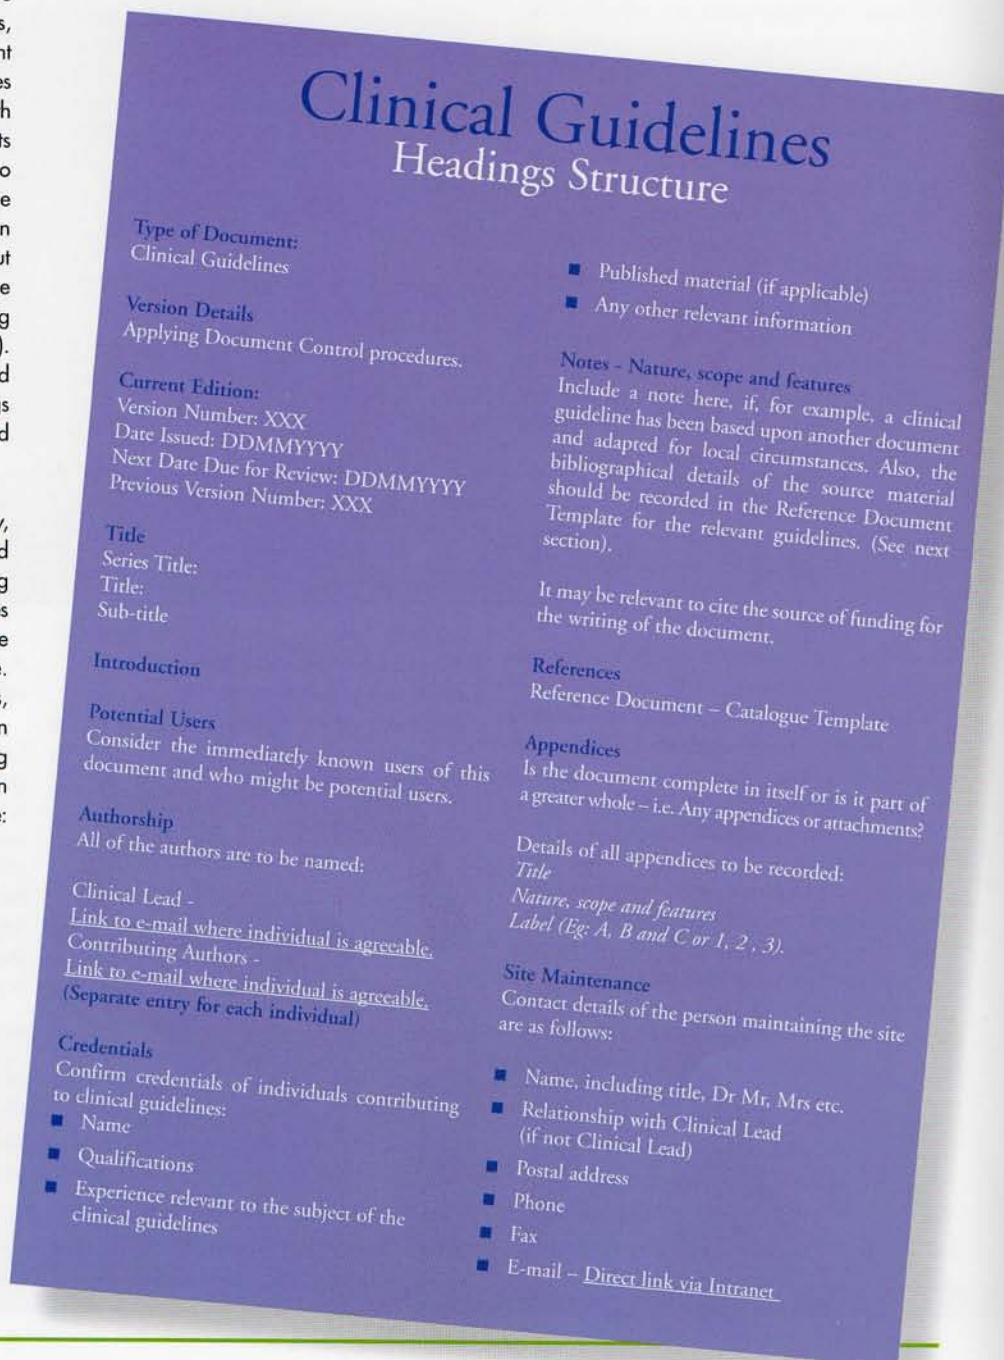 Clinical Guidelines
Headings Structure
Type of Document:
Clinical Guidelines
Version Details
Applying Document Control procedures.
Current Edition:
Version Number: XXX
Date Issued: DDMMYYYY
Next Date Due for Review: DDMMYYYY
Previous Version Number: XXX
Title
Series Title:
Title:
Sub-title
Introduction
Potential Users
Consider the immediately known users of this
document and who might be potential users.
Authorship
All of the authors are to be named:
Clinical Lead -
Link to e-mail where individual is agreeable.
Contributing Authors -
Link to e-mail where individual is agreeable.
(Separate entry for each individual)
Credentials
Confirm credentials of individuals contributing
to clinical guidelines:
■ Name
■ Qualifications
■ Experience relevant to the subject of the
clinical guidelines
■ Published material (if applicable)
■ Any other relevant information
Notes - Nature, scope and features
Include a note here, if, for example, a clinical
guideline has been based upon another document
and adapted for local circumstances. Also, the
bibliographical details of the source material
should be recorded in the Reference Document
Template for the relevant guidelines. (See next
section).
It may be relevant to cite the source of funding for
the writing of the document.
References
Reference Document – Catalogue Template
Appendices
Is the document complete in itself or is it part of
a greater whole – i.e. Any appendices or attachments?
Details of all appendices to be recorded:
Title
Nature, scope and features
Label (Eg: A, B and C or 1, 2 , 3).
Site Maintenance
Contact details of the person maintaining the site
are as follows:
■ Name, including title, Dr Mr, Mrs etc.
■ Relationship with Clinical Lead
(if not Clinical Lead)
■ Postal address
■ Phone
■ Fax
■ E-mail – Direct link via Intranet